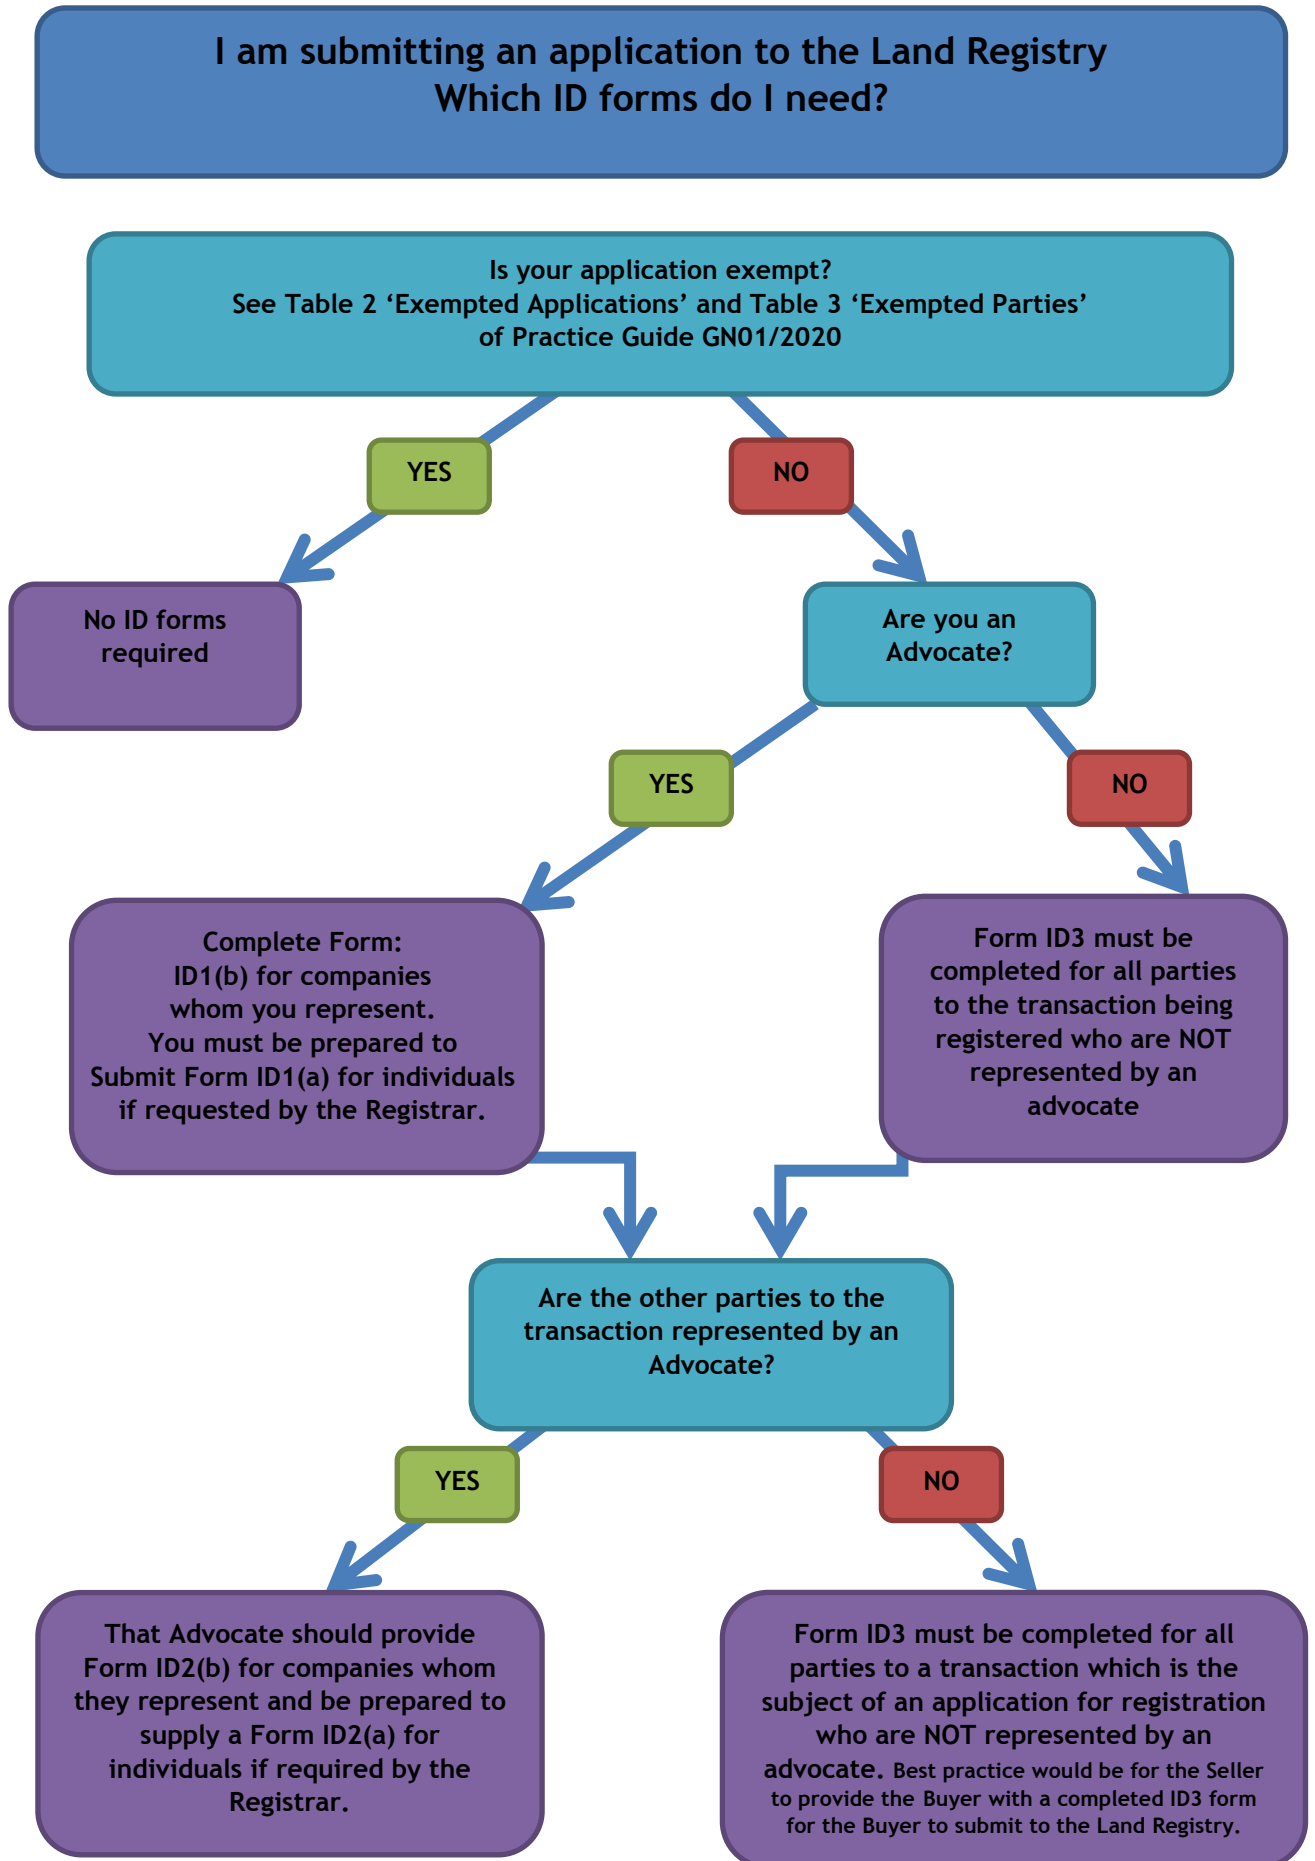 I am submitting an application to the Land Registry
Which ID forms do I need?
Is your application exempt?
See Table 2 ‘Exempted Applications’ and Table 3 ‘Exempted Parties’
of Practice Guide GN01/2020
YES
NO
No ID forms
required
Are you an
Advocate?
YES
NO
Complete Form:
ID1(b) for companies
whom you represent.
You must be prepared to
Submit Form ID1(a) for individuals
if requested by the Registrar.
Form ID3 must be
completed for all parties
to the transaction being
registered who are NOT
represented by an
advocate
Are the other parties to the
transaction represented by an
Advocate?
YES
NO
That Advocate should provide
Form ID2(b) for companies whom
they represent and be prepared to
supply a Form ID2(a) for
individuals if required by the
Registrar.
Form ID3 must be completed for all
parties to a transaction which is the
subject of an application for registration
who are NOT represented by an
advocate. Best practice would be for the Seller
to provide the Buyer with a completed ID3 form
for the Buyer to submit to the Land Registry.